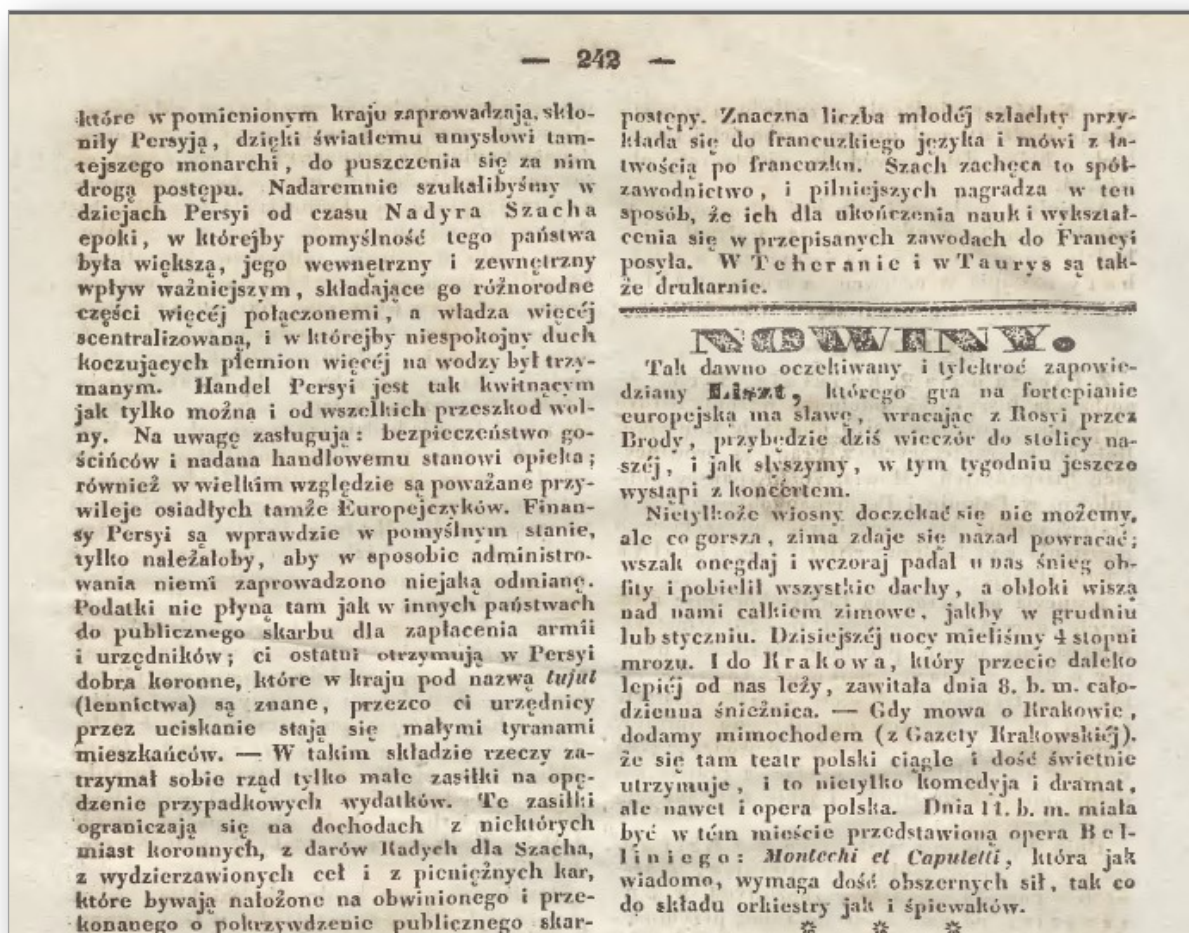 — 242 —
które w pomienionym kraju zaprowadzają, skło-
niły Persyją, dzięki światłemu umysłowi tam-
tejszego monarchi, do puszczenia się za nim
drogą postępu. Nadaremnie szukalibyśmy w
dziejach Persyi od czasu Nadyra Szacha
epoki, w którejby pomyślność tego państwa
była większą, jego wewnętrzny i zewnętrzny
wpływ ważniejszym, składające go różnorodne
części więcéj połączonemi, a władza więcéj
scentralizowaną, i w którejby niespokojny duch
koczujących plemion więcéj na wodzy był trzy-
manym. Handel Persyi jest tak kwitnącym
jak tylko można i od wszelkich przeszkod wol-
ny. Na uwagę zasługują: bezpieczeństwo go-
ścińców i nadana handlowemu stanowi opieka;
również w wielkim względzie są poważane przy-
wileje osiadłych tamże Europejczyków. Finan-
sy Persyi są wprawdzie w pomyślnym stanie,
tylko należałoby, aby w sposobie administro-
wania niemi zaprowadzono niejaką odmianę.
Podatki nie płyną tam jak w innych państwach
do publicznego skarbu dla zapłacenia armii
i urzędników; ci ostatni otrzymują w Persyi
dobra koronne, które w kraju pod nazwą tujul
(lennictwa) są znane, przezco ci urzędnicy
przez uciskanie stają się małymi tyranami
mieszkańców. — W takim składzie rzeczy za-
trzymał sobie rząd tylko małe zasiłki na opę-
dzenie przypadkowych wydatków. Te zasiłki
ograniczają się na dochodach z niektórych
miast koronnych, z darów Kadych dla Szacha,
z wydzierzawionych ceł i z pieniężnych kar,
które bywają nałożone na obwinionego i prze-
konanego o pokrzywdzenie publicznego skar-
postępy. Znaczna liczba młodéj szlachty przy-
kłada się do francuzkiego języka i mówi z ła-
twością po francuzku. Szach zachęca to spół-
zawodnictwo, i pilniejszych nagradza w ten
sposób, że ich dla ukończenia nauk i wykształ-
cenia się w przepisanych zawodach do Francyi
posyła. W Teheranie i w Taurys są tak-
że drukarnie.
NOWINY.
Tak dawno oczekiwany i tylekroć zapowie-
dziany Liszt, którego gra na fortepianie
europejską ma sławę, wracając z Rosyi przez
Brody, przybędzie dziś wieczór do stolicy na-
széj, i jak słyszymy, w tym tygodniu jeszcze
wystąpi z koncertem.
Nietylkoże wiosny doczekać się nie możemy,
ale co gorsza, zima zdaje się nazad powracać;
wszak onegdaj i wczoraj padał u nas śnieg ob-
fity i pobielił wszystkie dachy, a obłoki wiszą
nad nami całkiem zimowe, jakby w grudniu
lub styczniu. Dzisiejszéj nocy mieliśmy 4 stopni
mrozu. I do Krakowa, który przecie daleko
lepiéj od nas leży, zawitała dnia 8. b. m. cało-
dzienna śnieżnica. — Gdy mowa o Krakowie,
dodamy mimochodem (z Gazety Krakowskiéj),
że się tam teatr polski ciągle i dość świetnie
utrzymuje, i to nietylko komedyja i dramat,
ale nawet i opera polska. Dnia 11. b. m. miała
być w tém mieście przedstawioną opera Bel-
liniego: Montechi et Capuletti, która jak
wiadomo, wymaga dość obszernych sił, tak co
do składu orkiestry jak i śpiewaków.
* * *